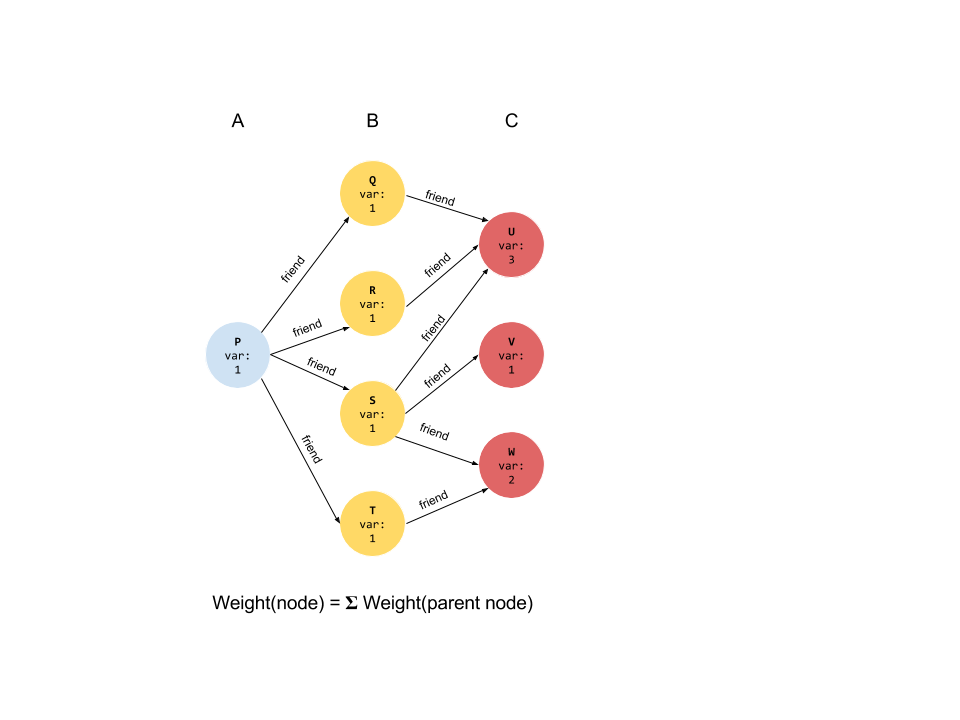 A
B
C
Q
var:
1
friend
U
var:
3
friend
friend
R
var:
1
friend
friend
P
var:
1
friend
V
var:
1
friend
S
var:
1
friend
friend
W
var:
2
friend
T
var:
1
Weight(node) = Σ Weight(parent node)